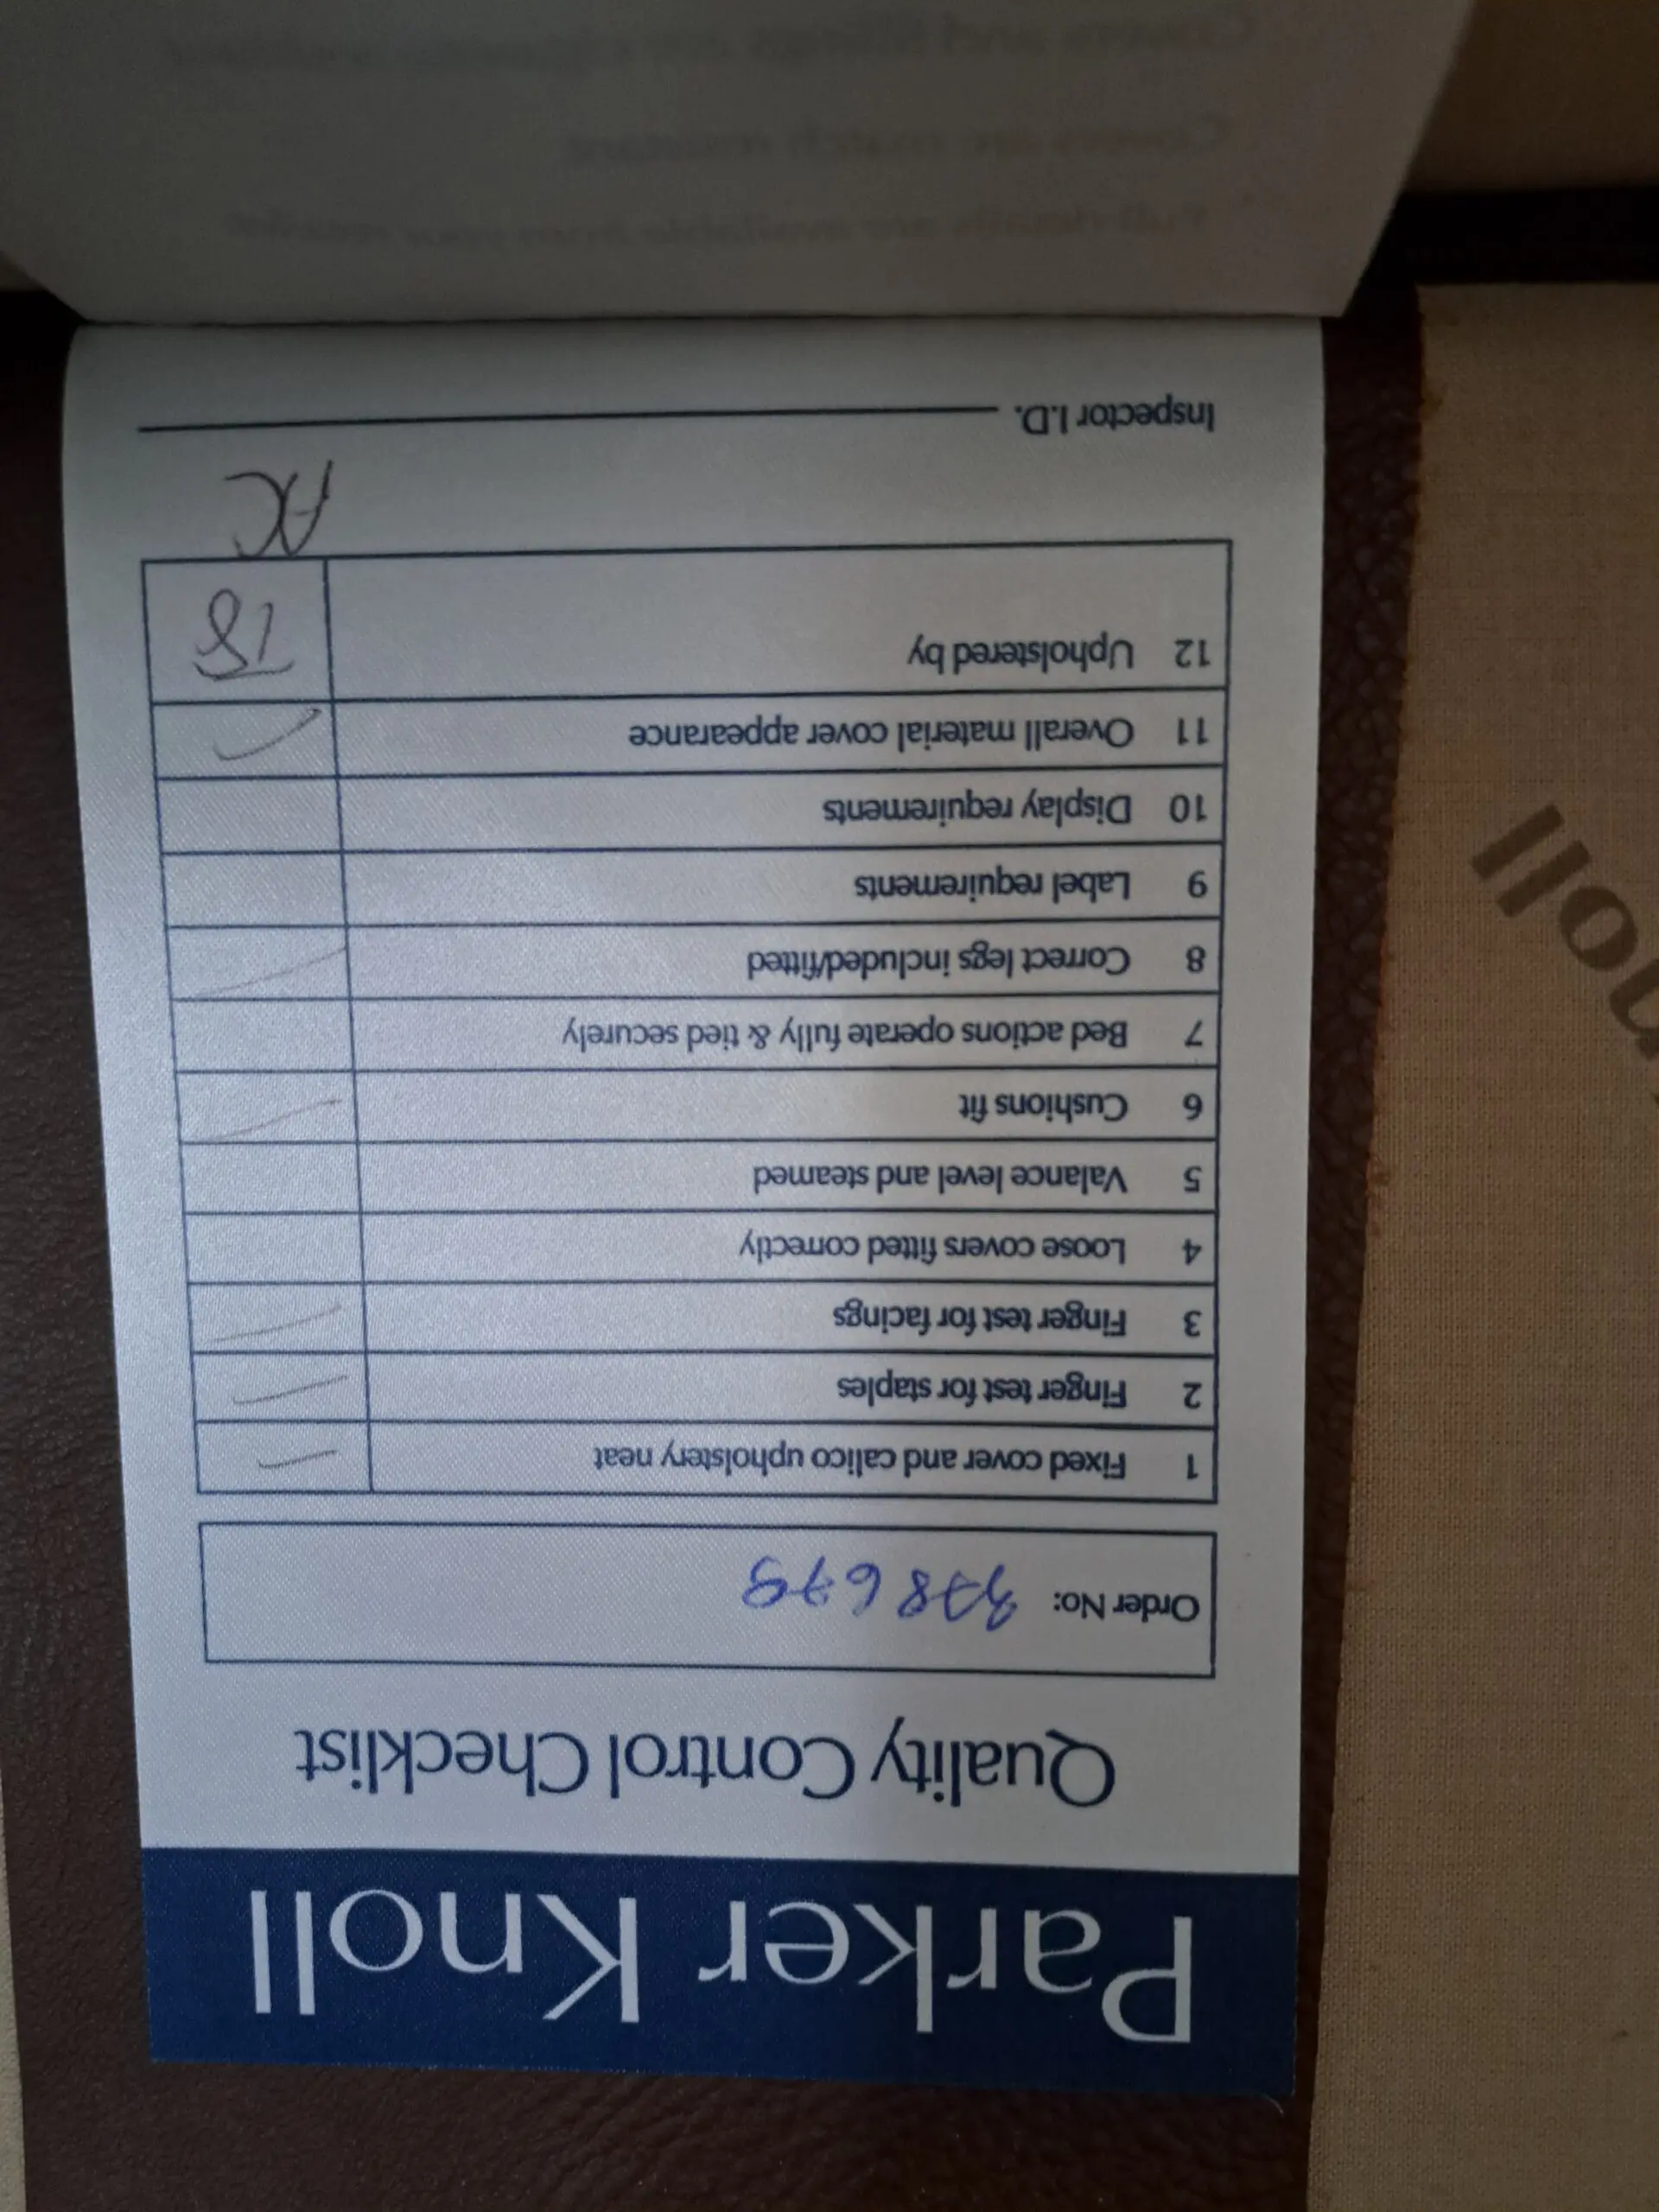 Parker Knoll
Quality Control Checklist
Order No: 378679
1 Fixed cover and calico upholstery neat
2 Finger test for staples
3 Finger test for facings
4 Loose covers fitted correctly
5 Valance level and steamed
6 Cushions fit
7 Bed actions operate fully & tied securely
8 Correct legs included/fitted
9 Label requirements
10 Display requirements
11 Overall material cover appearance
12 Upholstered by
AC
Inspector I.D.
noll